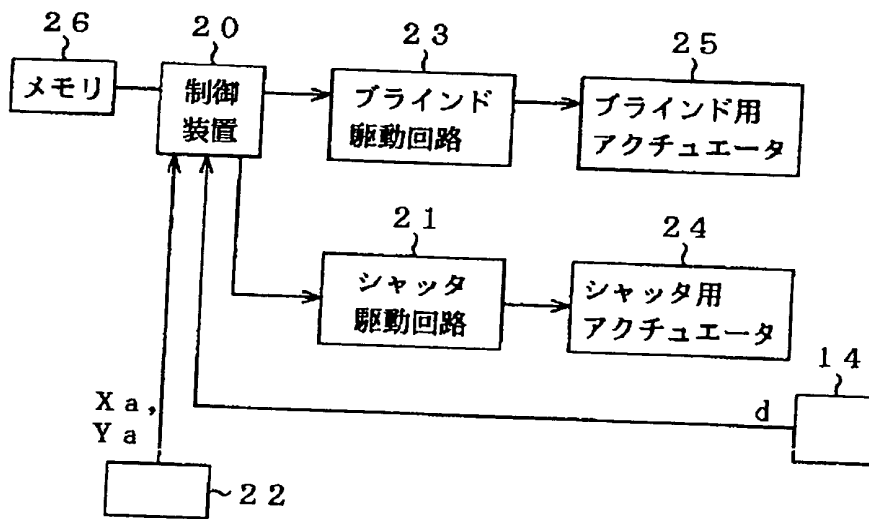 26
メモリ
20
制御
装置
23
ブラインド
駆動回路
25
ブラインド用
アクチュエータ
21
シャッタ
駆動回路
24
シャッタ用
アクチュエータ
14
d
Xa,
Ya
22